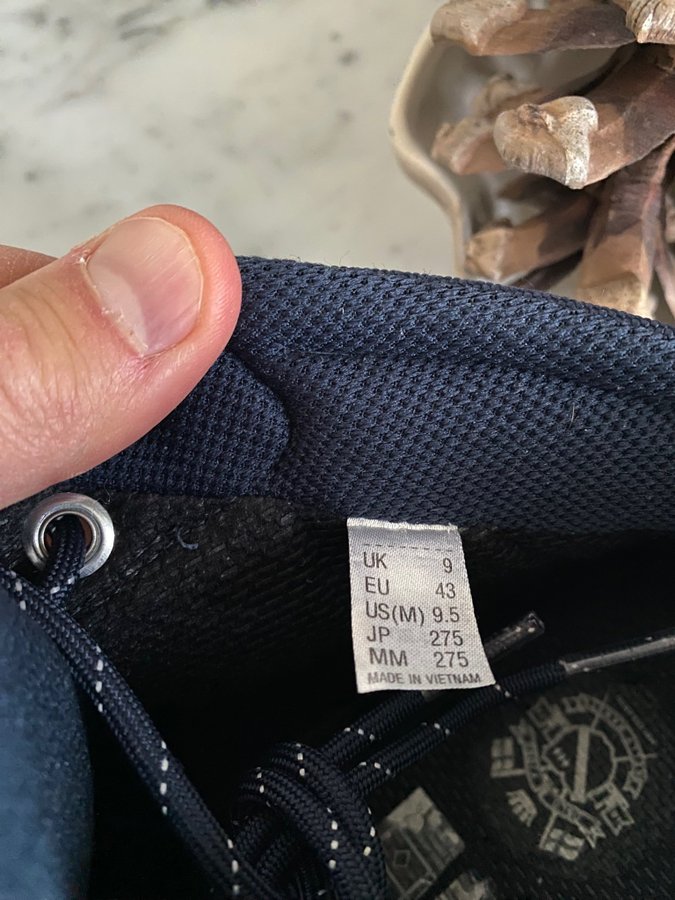 UK 9
EU 43
US(M) 9.5
JP 275
MM 275
MADE IN VIETNAM